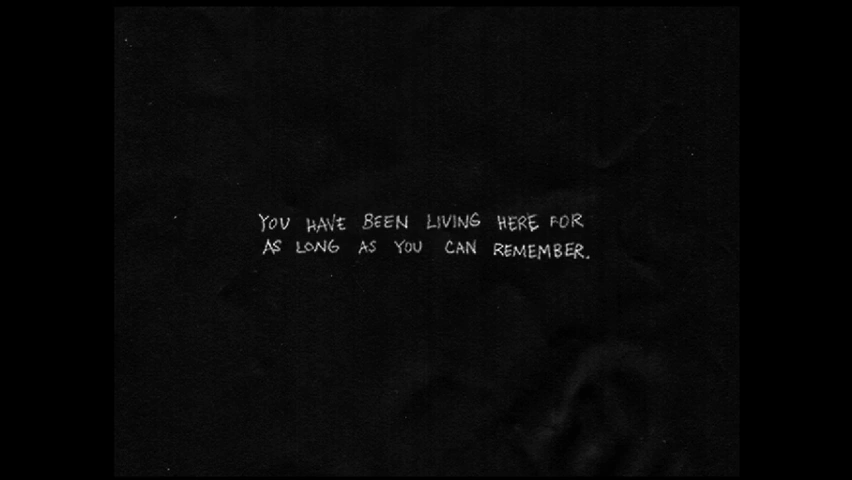 YOU HAVE BEEN LIVING HERE FOR
AS LONG AS YOU CAN REMEMBER.